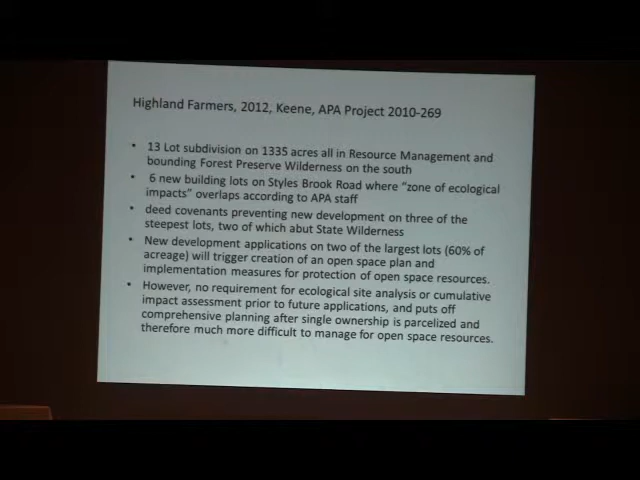 Highland Farmers, 2012, Keene, APA Project 2010-269
• 13 Lot subdivision on 1335 acres all in Resource Management and
bounding Forest Preserve Wilderness on the south
• 6 new building lots on Styles Brook Road where “zone of ecological
impacts” overlaps according to APA staff
• deed covenants preventing new development on three of the
steepest lots, two of which abut State Wilderness
• New development applications on two of the largest lots (60% of
acreage) will trigger creation of an open space plan and
implementation measures for protection of open space resources.
• However, no requirement for ecological site analysis or cumulative
impact assessment prior to future applications, and puts off
comprehensive planning after single ownership is parcelized and
therefore much more difficult to manage for open space resources.